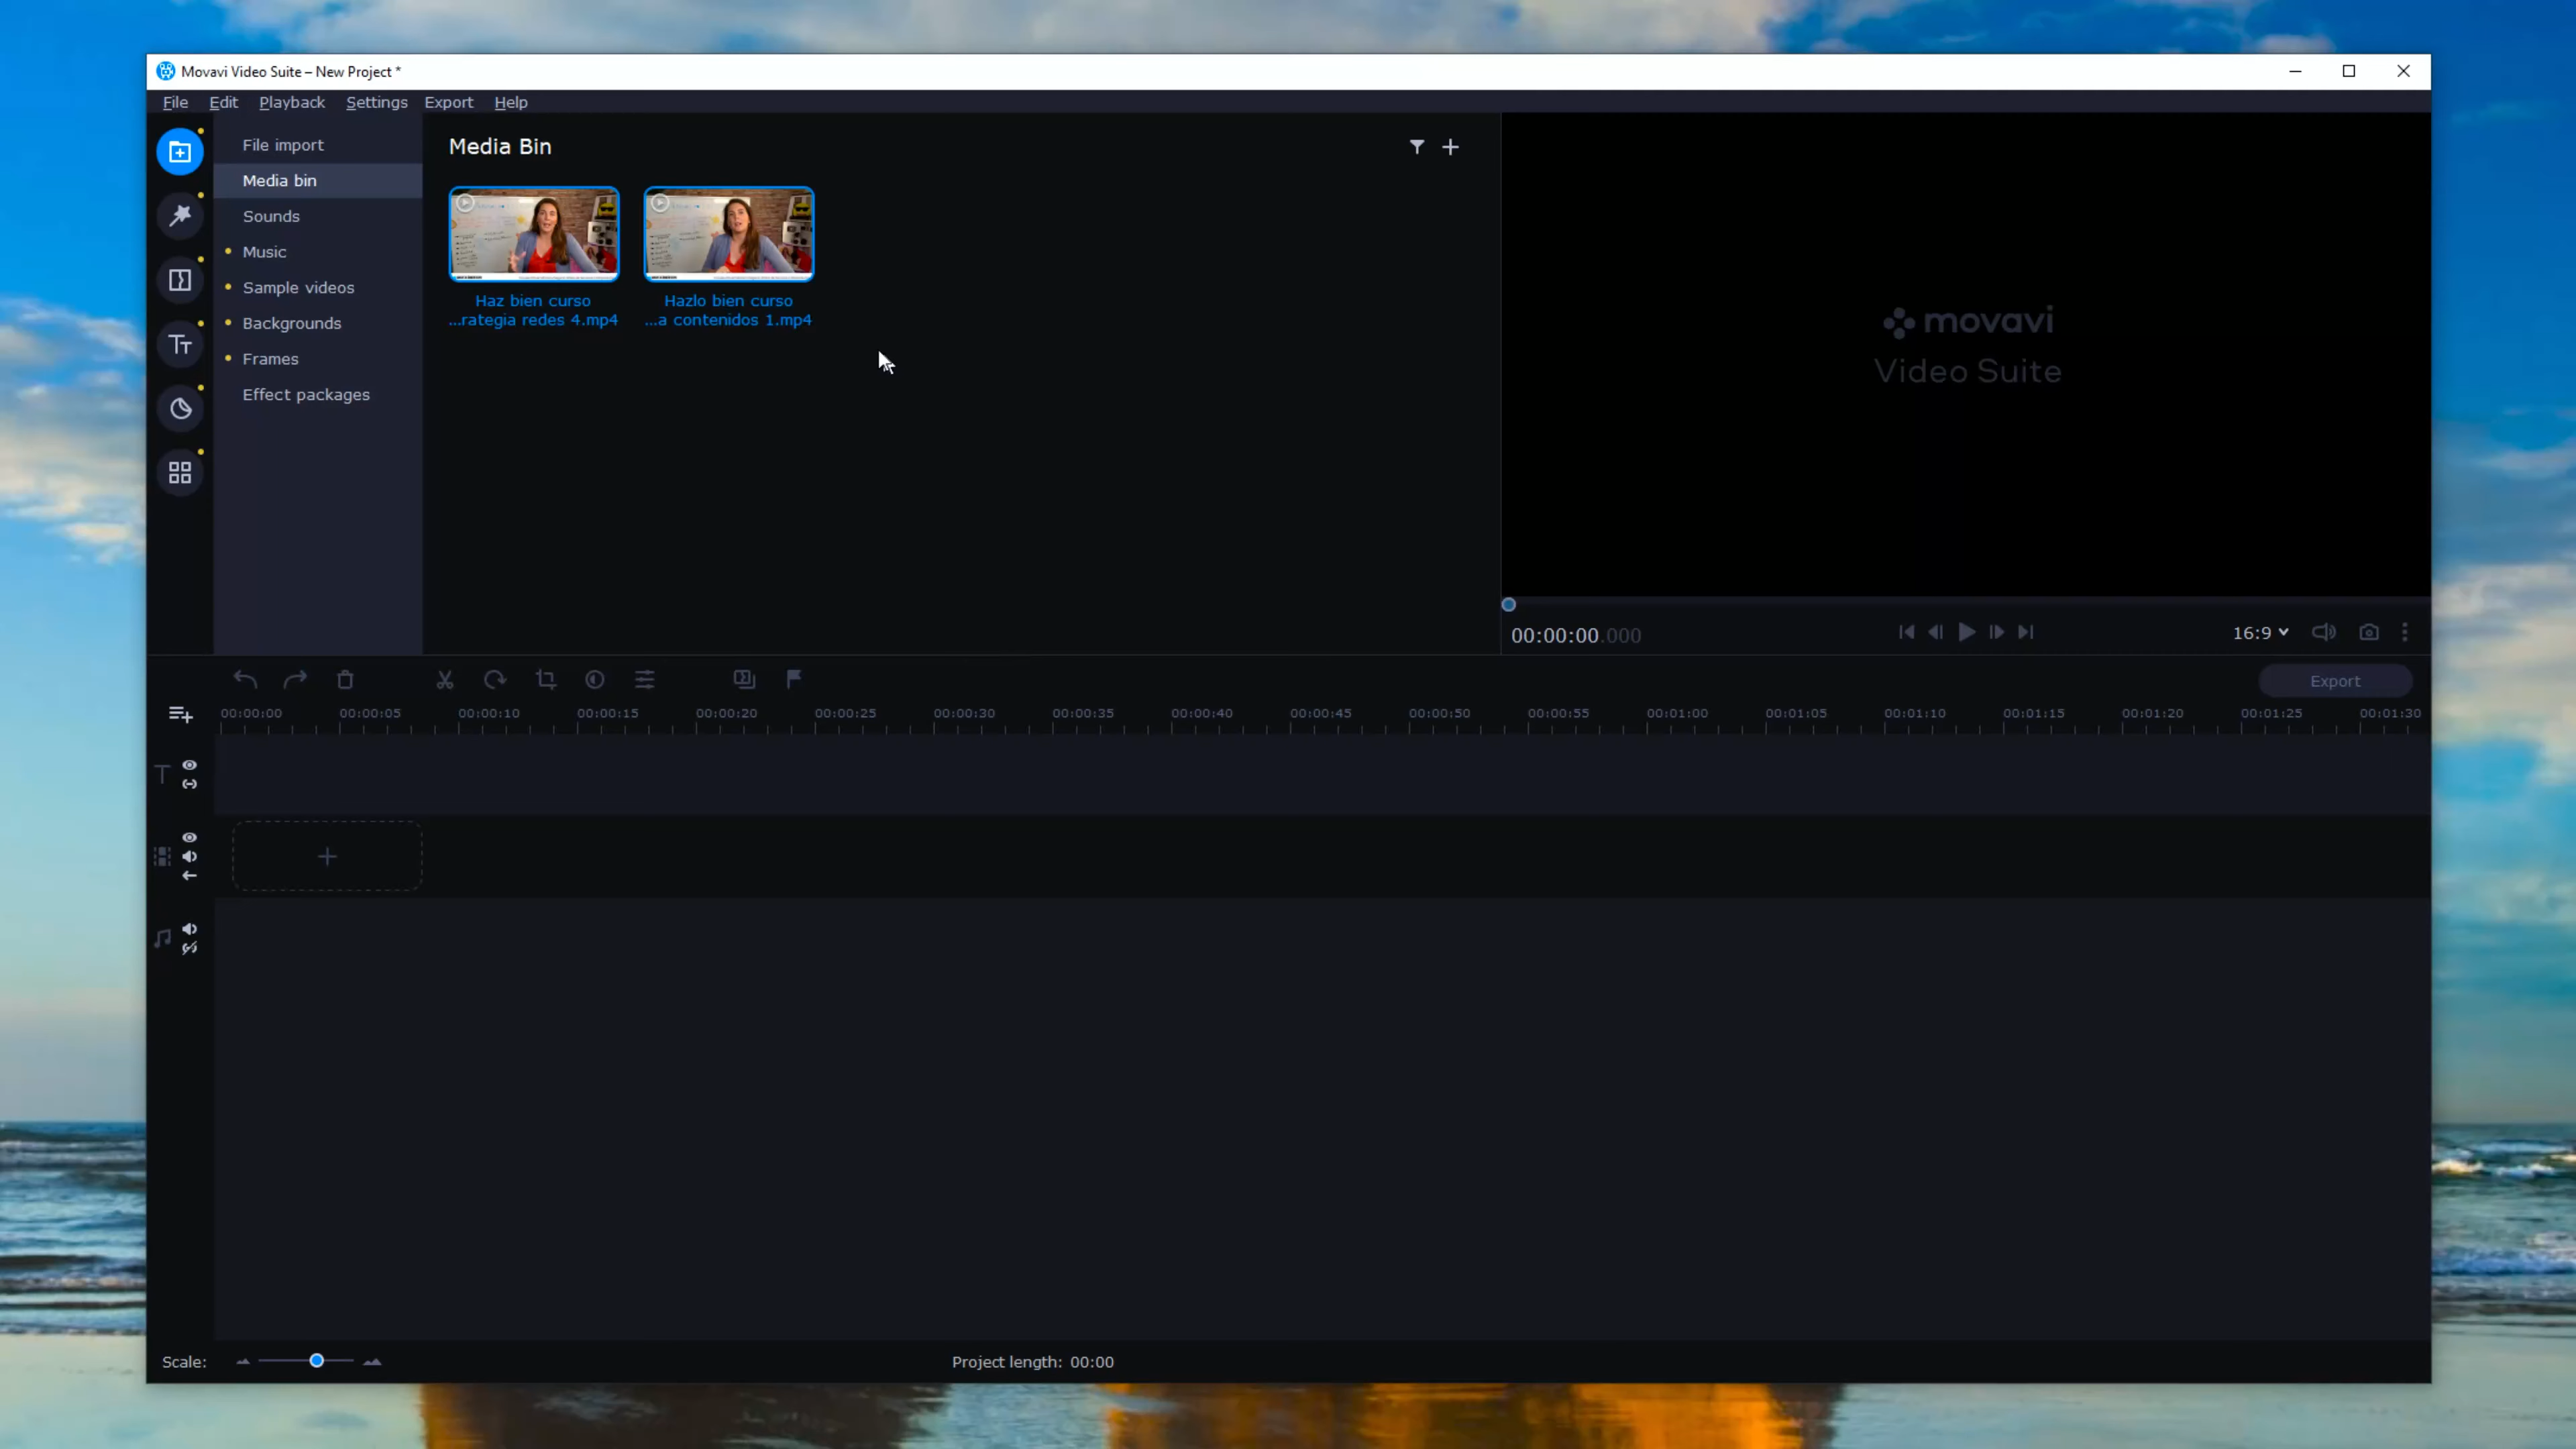 Movavi Video Suite – New Project *
File Edit Playback Settings Export Help
File import
Media bin
Sounds
Music
Sample videos
Backgrounds
Frames
Effect packages
Media Bin
Haz bien curso
...rategia redes 4.mp4
Hazlo bien curso
...a contenidos 1.mp4
movavi
Video Suite
00:00:00.000
16:9
Export
00:00:00 00:00:05 00:00:10 00:00:15 00:00:20 00:00:25 00:00:30 00:00:35 00:00:40 00:00:45 00:00:50 00:00:55 00:01:00 00:01:05 00:01:10 00:01:15 00:01:20 00:01:25 00:01:30
Scale:
Project length: 00:00